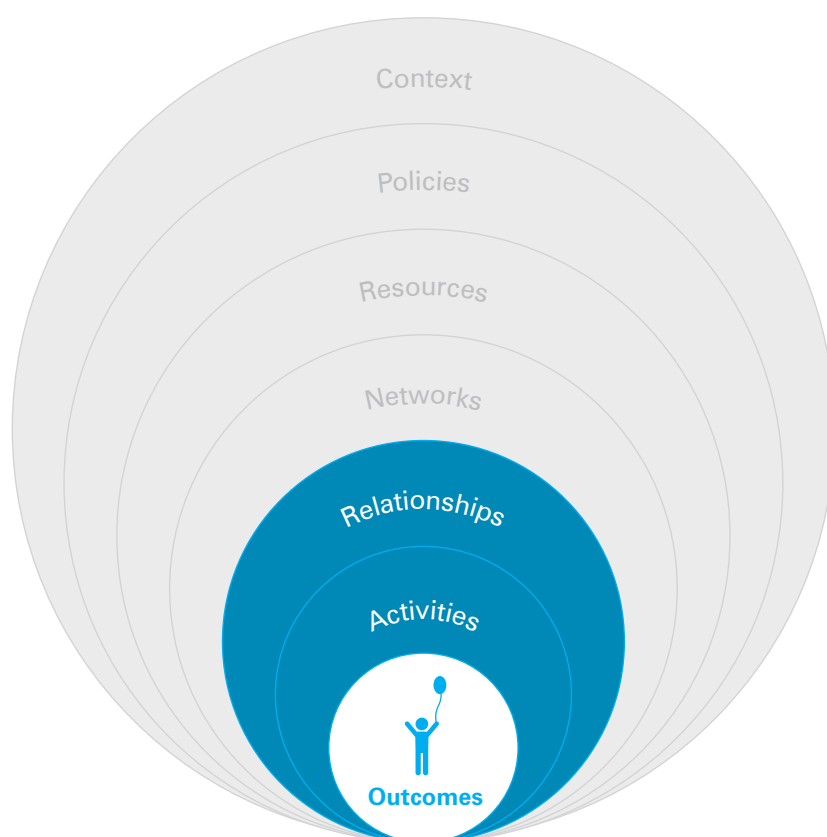 Context
Policies
Resources
Networks
Relationships
Activities
Outcomes